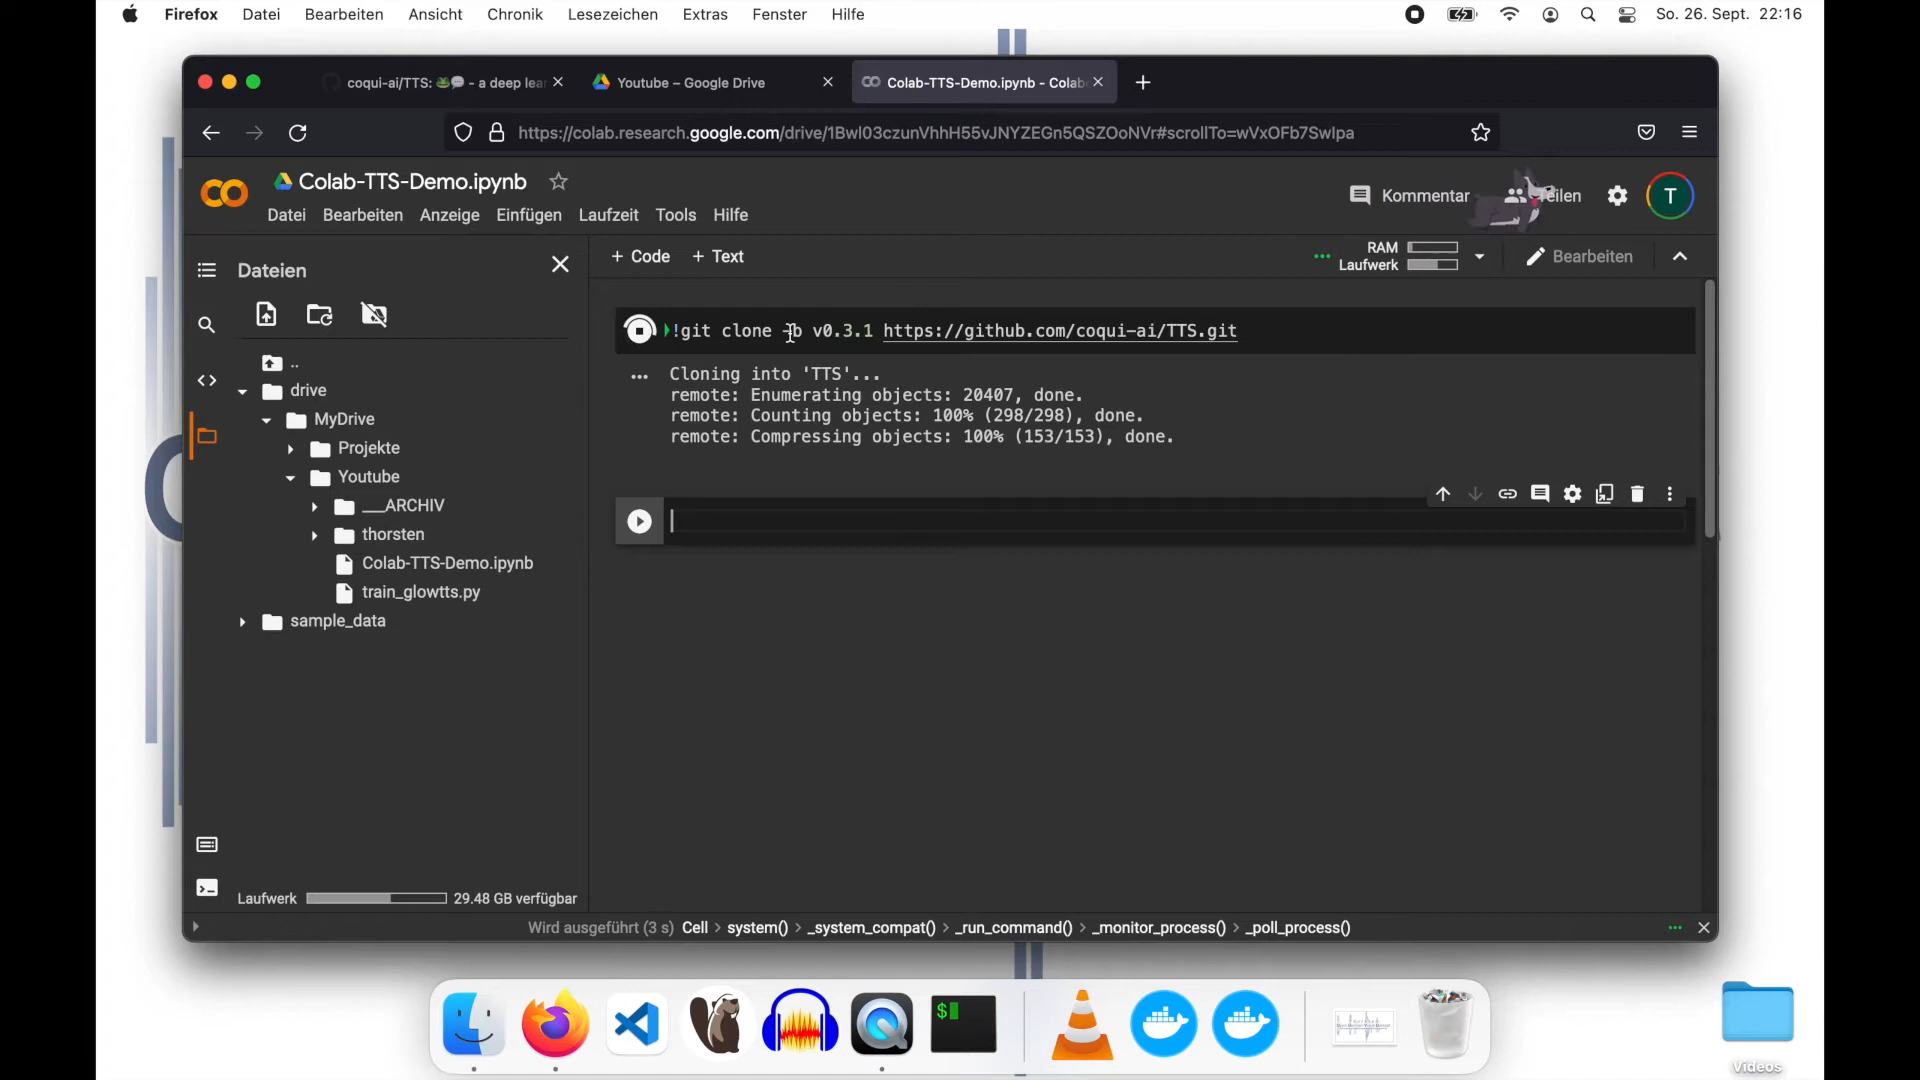 Firefox Datei Bearbeiten Ansicht Chronik Lesezeichen Extras Fenster Hilfe So. 26. Sept. 22:16
coqui-ai/TTS: 🐸💬 - a deep lear Youtube – Google Drive Colab-TTS-Demo.ipynb - Colab
https://colab.research.google.com/drive/1Bwl03czunVhhH55vJNYZEGn5QSZOoNVr#scrollTo=wVxOFb7SwIpa
Colab-TTS-Demo.ipynb
Kommentar Teilen T
Datei Bearbeiten Anzeige Einfügen Laufzeit Tools Hilfe
Dateien
+ Code + Text
RAM
Laufwerk
Bearbeiten
..
drive
MyDrive
Projekte
Youtube
___ARCHIV
thorsten
Colab-TTS-Demo.ipynb
train_glowtts.py
sample_data
!git clone -b v0.3.1 https://github.com/coqui-ai/TTS.git
Cloning into 'TTS'...
remote: Enumerating objects: 20407, done.
remote: Counting objects: 100% (298/298), done.
remote: Compressing objects: 100% (153/153), done.
Laufwerk 29.48 GB verfügbar
Wird ausgeführt (3 s) Cell > system() > _system_compat() > _run_command() > _monitor_process() > _poll_process()
$
Videos